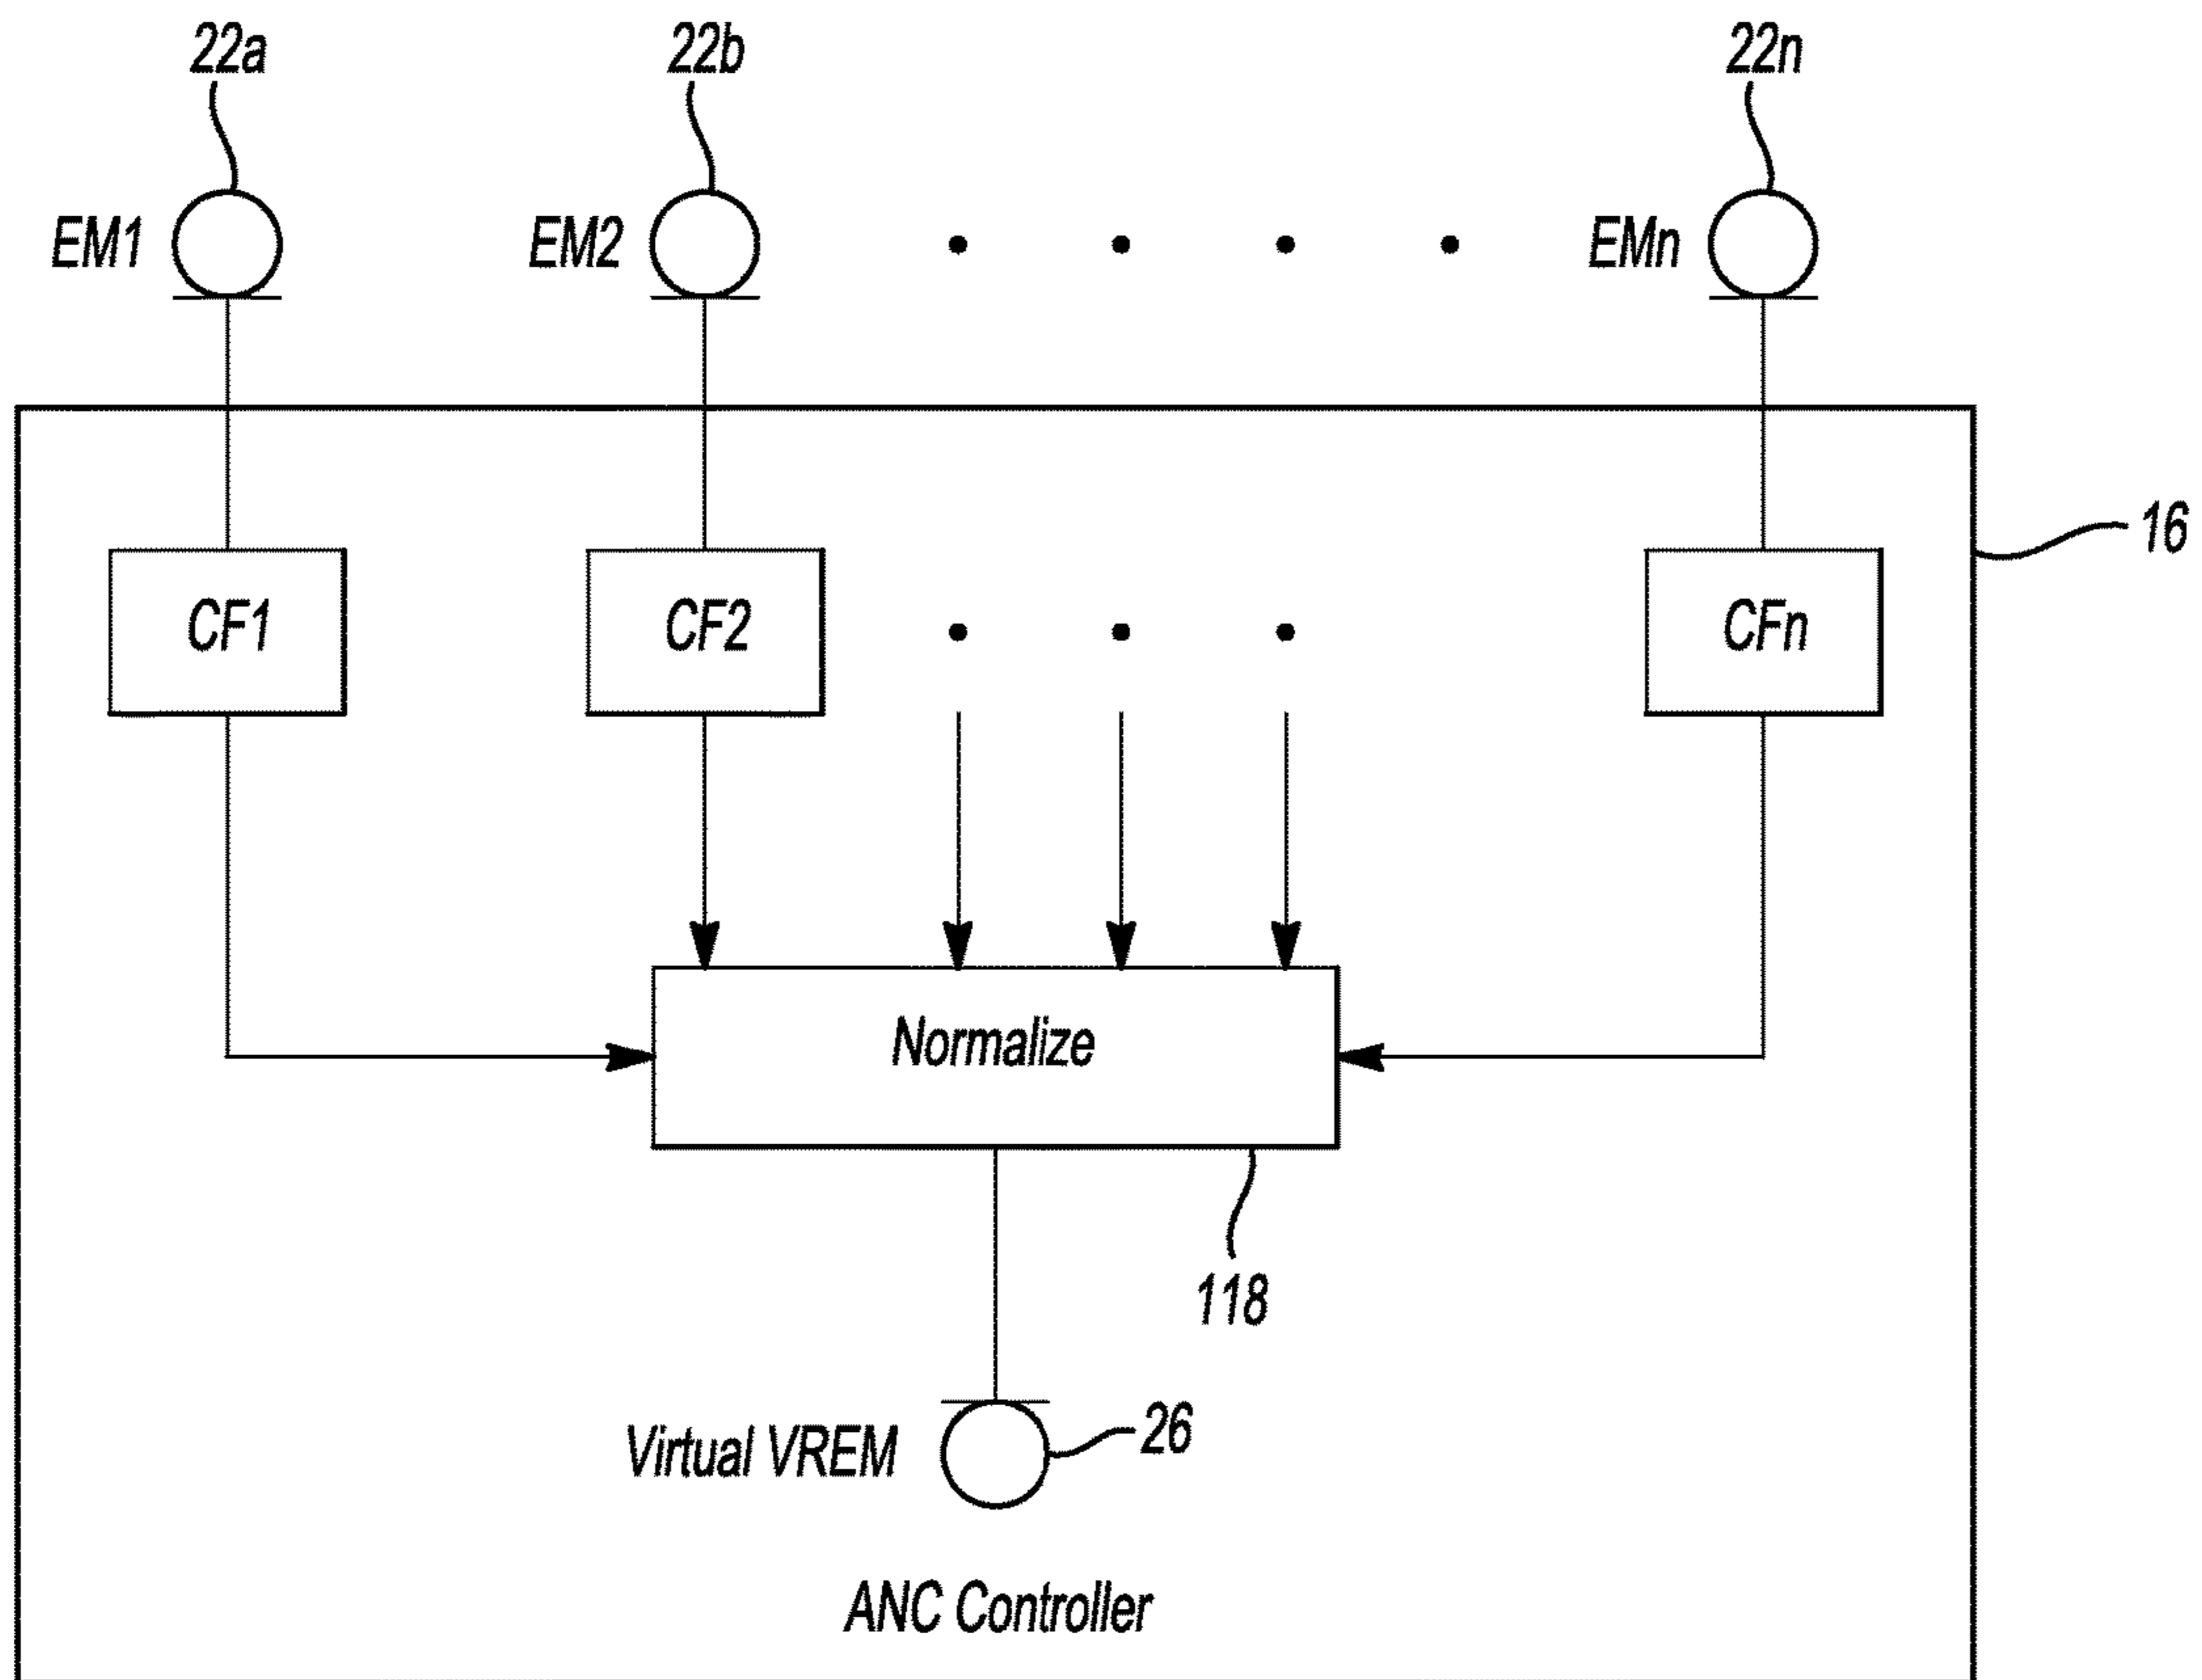 22a
22b
22n
EM1
EM2
EMn
16
CF1
CF2
CFn
Normalize
118
Virtual VREM
26
ANC Controller